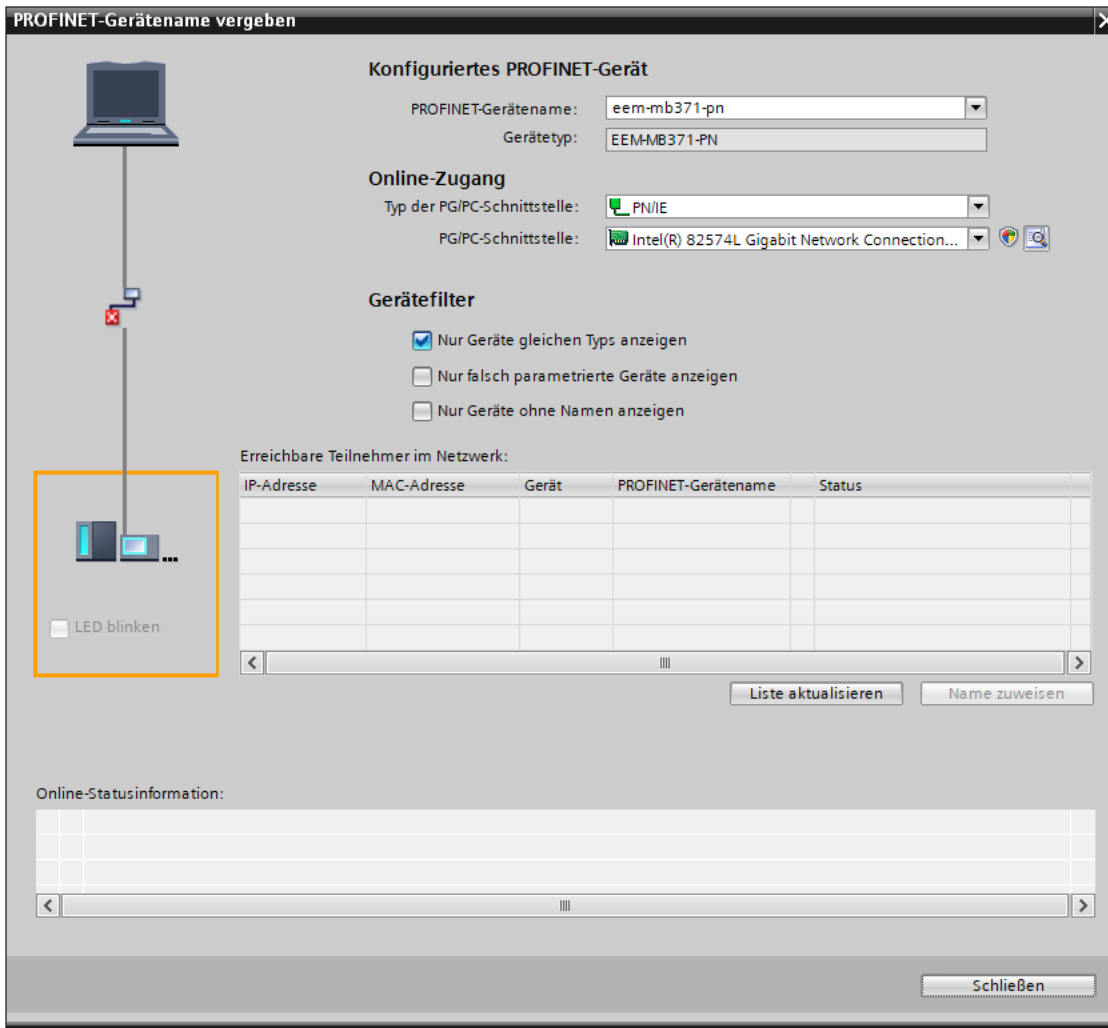 PROFINET-Gerätename vergeben
Konfiguriertes PROFINET-Gerät
PROFINET-Gerätename: eem-mb371-pn
Gerätetyp: EEM-MB371-PN
Online-Zugang
Typ der PG/PC-Schnittstelle: PN/IE
PG/PC-Schnittstelle: Intel(R) 82574L Gigabit Network Connection...
Gerätefilter
Nur Geräte gleichen Typs anzeigen
Nur falsch parametrierte Geräte anzeigen
Nur Geräte ohne Namen anzeigen
Erreichbare Teilnehmer im Netzwerk:
IP-Adresse MAC-Adresse Gerät PROFINET-Gerätename Status
LED blinken
Liste aktualisieren Name zuweisen
Online-Statusinformation:
Schließen